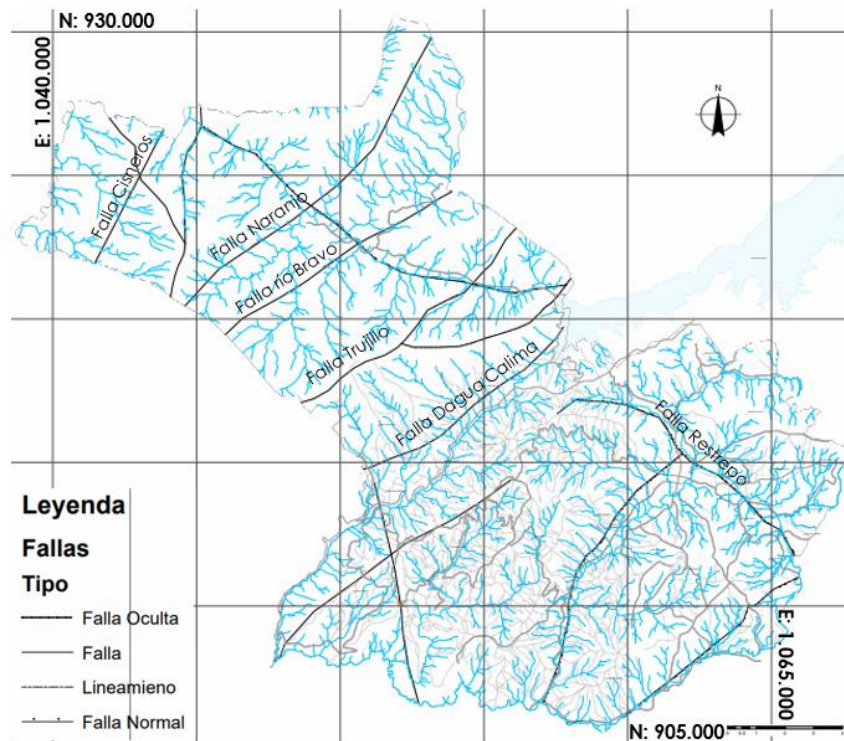 N: 930.000
E: 1.040.000
N
Falla Cisneros
Falla Naranjo
Falla río Bravo
Falla Trujillo
Falla Dagua Calima
Falla Restrepo
Leyenda
Fallas
Tipo
Falla Oculta
Falla
Lineamieno
Falla Normal
E: 1.065.000
N: 905.000